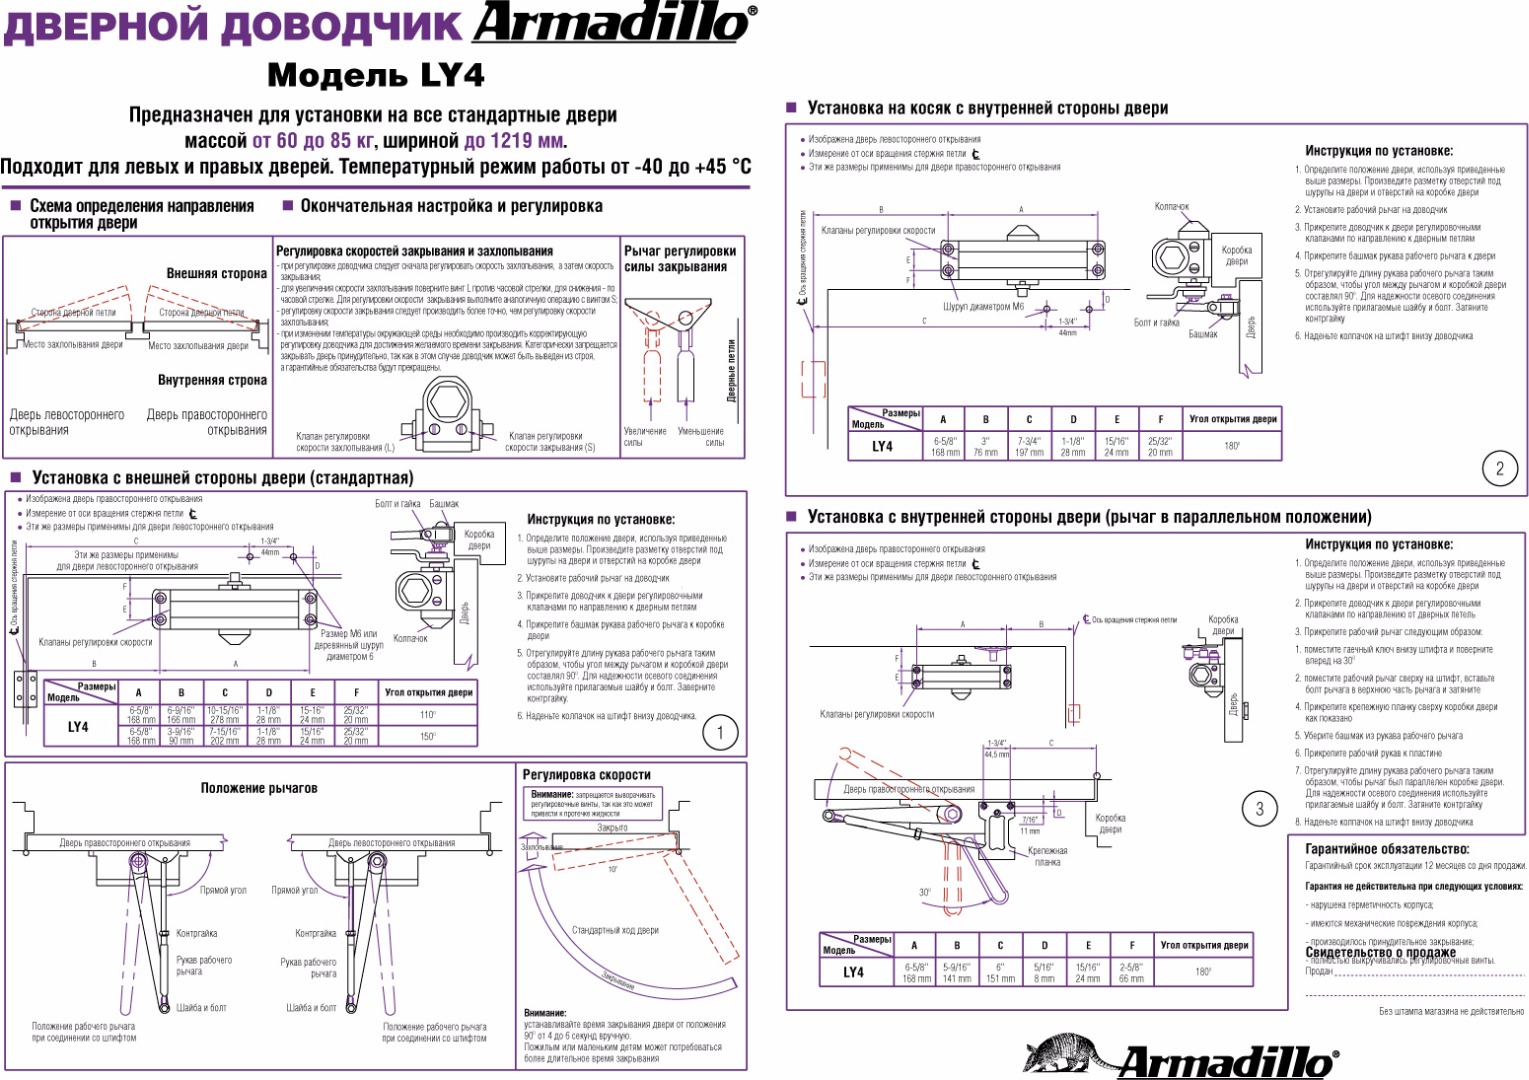 ДВЕРНОЙ ДОВОДЧИК Armadillo®
Модель LY4
Предназначен для установки на все стандартные двери
массой от 60 до 85 кг, шириной до 1219 мм.
Подходит для левых и правых дверей. Температурный режим работы от -40 до +45 °C
Схема определения направления
открытия двери
Внешняя сторона
Сторона дверной петли
Сторона дверной петли
Место захлопывания двери
Место захлопывания двери
Внутренняя строна
Дверь левостороннего
открывания
Дверь правостороннего
открывания
Окончательная настройка и регулировка
Регулировка скоростей закрывания и захлопывания
- при регулировке доводчика следует сначала регулировать скорость захлопывания, а затем скорость
закрывания;
- для увеличения скорости захлопывания поверните винт L против часовой стрелки, для снижения - по
часовой стрелке. Для регулировки скорости закрывания выполните аналогичную операцию с винтом S;
- регулировку скорости закрывания следует производить более точно, чем регулировку скорости
захлопывания;
- при изменении температуры окружающей среды необходимо производить корректирующую
регулировку доводчика для достижения желаемого времени закрывания. Категорически запрещается
закрывать дверь принудительно, так как в этом случае доводчик может быть выведен из строя,
а гарантийные обязательства будут прекращены.
Клапан регулировки
скорости захлопывания (L)
Клапан регулировки
скорости закрывания (S)
Рычаг регулировки
силы закрывания
Дверные петли
Увеличение
силы
Уменьшение
силы
Установка с внешней стороны двери (стандартная)
Изображена дверь правостороннего открывания
Измерение от оси вращения стержня петли
Эти же размеры применимы для двери левостороннего открывания
C
1-3/4"
44mm
Эти же размеры применимы
для двери левостороннего открывания
D
F
E
Ось вращения стержня петли
Клапаны регулировки скорости
B
A
Размер М6 или
деревянный шуруп
диаметром 6
Болт и гайка
Башмак
Коробка
двери
Дверь
Колпачок
Размеры
Модель
A B C D E F Угол открытия двери
LY4
6-5/8" 6-9/16" 10-15/16" 1-1/8" 15-16" 25/32"
168 mm 166 mm 278 mm 28 mm 24 mm 20 mm
110°
6-5/8" 3-9/16" 7-15/16" 1-1/8" 15/16" 25/32"
168 mm 90 mm 202 mm 28 mm 24 mm 20 mm
150°
Инструкция по установке:
1. Определите положение двери, используя приведенные
выше размеры. Произведите разметку отверстий под
шурупы на двери и отверстий на коробке двери
2. Установите рабочий рычаг на доводчик
3. Прикрепите доводчик к двери регулировочными
клапанами по направлению к дверным петлям
4. Прикрепите башмак рукава рабочего рычага к коробке
двери
5. Отрегулируйте длину рукава рабочего рычага таким
образом, чтобы угол между рычагом и коробкой двери
составлял 90°. Для надежности осевого соединения
используйте прилагаемые шайбу и болт. Заверните
контргайку.
6. Наденьте колпачок на штифт внизу доводчика.
1
Положение рычагов
Дверь правостороннего открывания
Дверь левостороннего открывания
Прямой угол
Прямой угол
Контргайка
Контргайка
Рукав рабочего
рычага
Рукав рабочего
рычага
Шайба и болт
Шайба и болт
Положение рабочего рычага
при соединении со штифтом
Положение рабочего рычага
при соединении со штифтом
Регулировка скорости
Внимание: запрещается выворачивать
регулировочные винты, так как это может
привести к протечке жидкости
Закрыто
Захлопывание
10°
Стандартный ход двери
Закрывание
Внимание:
устанавливайте время закрывания двери от положения
90° от 4 до 6 секунд вручную.
Пожилым или маленьким детям может потребоваться
более длительное время закрывания
Установка на косяк с внутренней стороны двери
Изображена дверь левостороннего открывания
Измерение от оси вращения стержня петли
Эти же размеры применимы для двери правостороннего открывания
Ось вращения стержня петли
B
A
Клапаны регулировки скорости
E
F
Шуруп диаметром М6
D
C
1-3/4"
44mm
Колпачок
Коробка
двери
Болт и гайка
Башмак
Дверь
Размеры
Модель
A B C D E F Угол открытия двери
LY4
6-5/8" 3" 7-3/4" 1-1/8" 15/16" 25/32"
168 mm 76 mm 197 mm 28 mm 24 mm 20 mm
180°
Инструкция по установке:
1. Определите положение двери, используя приведенные
выше размеры. Произведите разметку отверстий под
шурупы на двери и отверстий на коробке двери
2. Установите рабочий рычаг на доводчик
3. Прикрепите доводчик к двери регулировочными
клапанами по направлению к дверным петлям
4. Прикрепите башмак рукава рабочего рычага к двери
5. Отрегулируйте длину рукава рабочего рычага таким
образом, чтобы угол между рычагом и коробкой двери
составлял 90°. Для надежности осевого соединения
используйте прилагаемые шайбу и болт. Затяните
контргайку
6. Наденьте колпачок на штифт внизу доводчика
2
Установка с внутренней стороны двери (рычаг в параллельном положении)
Изображена дверь правостороннего открывания
Измерение от оси вращения стержня петли
Эти же размеры применимы для двери левостороннего открывания
A
B
Ось вращения стержня петли
F
E
Клапаны регулировки скорости
Коробка
двери
Дверь
1-3/4"
44,5 mm
C
Дверь правостороннего открывания
7/16"
11 mm
D
Коробка
двери
Крепежная
планка
30°
Размеры
Модель
A B C D E F Угол открытия двери
LY4
6-5/8" 5-9/16" 6" 5/16" 15/16" 2-5/8"
168 mm 141 mm 151 mm 8 mm 24 mm 66 mm
180°
Инструкция по установке:
1. Определите положение двери, используя приведенные
выше размеры. Произведите разметку отверстий под
шурупы на двери и отверстий на коробке двери
2. Прикрепите доводчик к двери регулировочными
клапанами по направлению от дверных петель
3. Прикрепите рабочий рычаг следующим образом:
1. поместите гаечный ключ внизу штифта и поверните
вперед на 30°
2. поместите рабочий рычаг сверху на штифт, вставьте
болт рычага в верхнюю часть рычага и затяните
4. Прикрепите крепежную планку сверху коробки двери
как показано
5. Уберите башмак из рукава рабочего рычага
6. Прикрепите рабочий рукав к пластине
7. Отрегулируйте длину рукава рабочего рычага таким
образом, чтобы рычаг был параллелен коробке двери.
Для надежности осевого соединения используйте
прилагаемые шайбу и болт. Затяните контргайку
8. Наденьте колпачок на штифт внизу доводчика
3
Гарантийное обязательство:
Гарантийный срок эксплуатации 12 месяцев со дня продажи.
Гарантия не действительна при следующих условиях:
- нарушена герметичность корпуса;
- имеются механические повреждения корпуса;
- производилось принудительное закрывание;
- полностью выкручивались регулировочные винты.
Свидетельство о продаже
Продан
Без штампа магазина не действительно
Armadillo®